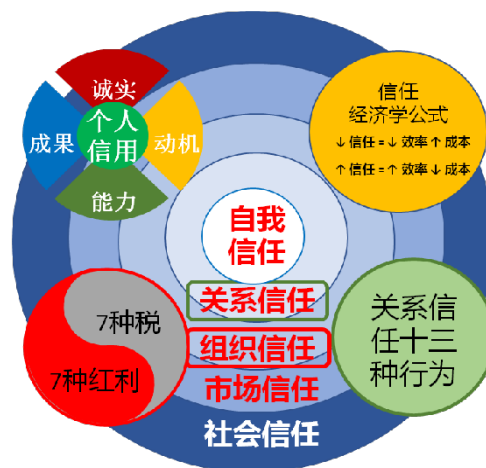 诚实
成果
个人
信用
动机
能力
信任
经济学公式
↓信任=↓效率↑成本
↑信任=↑效率↓成本
自我
信任
关系信任
组织信任
市场信任
社会信任
7种税
7种红利
关系信
任十三
种行为